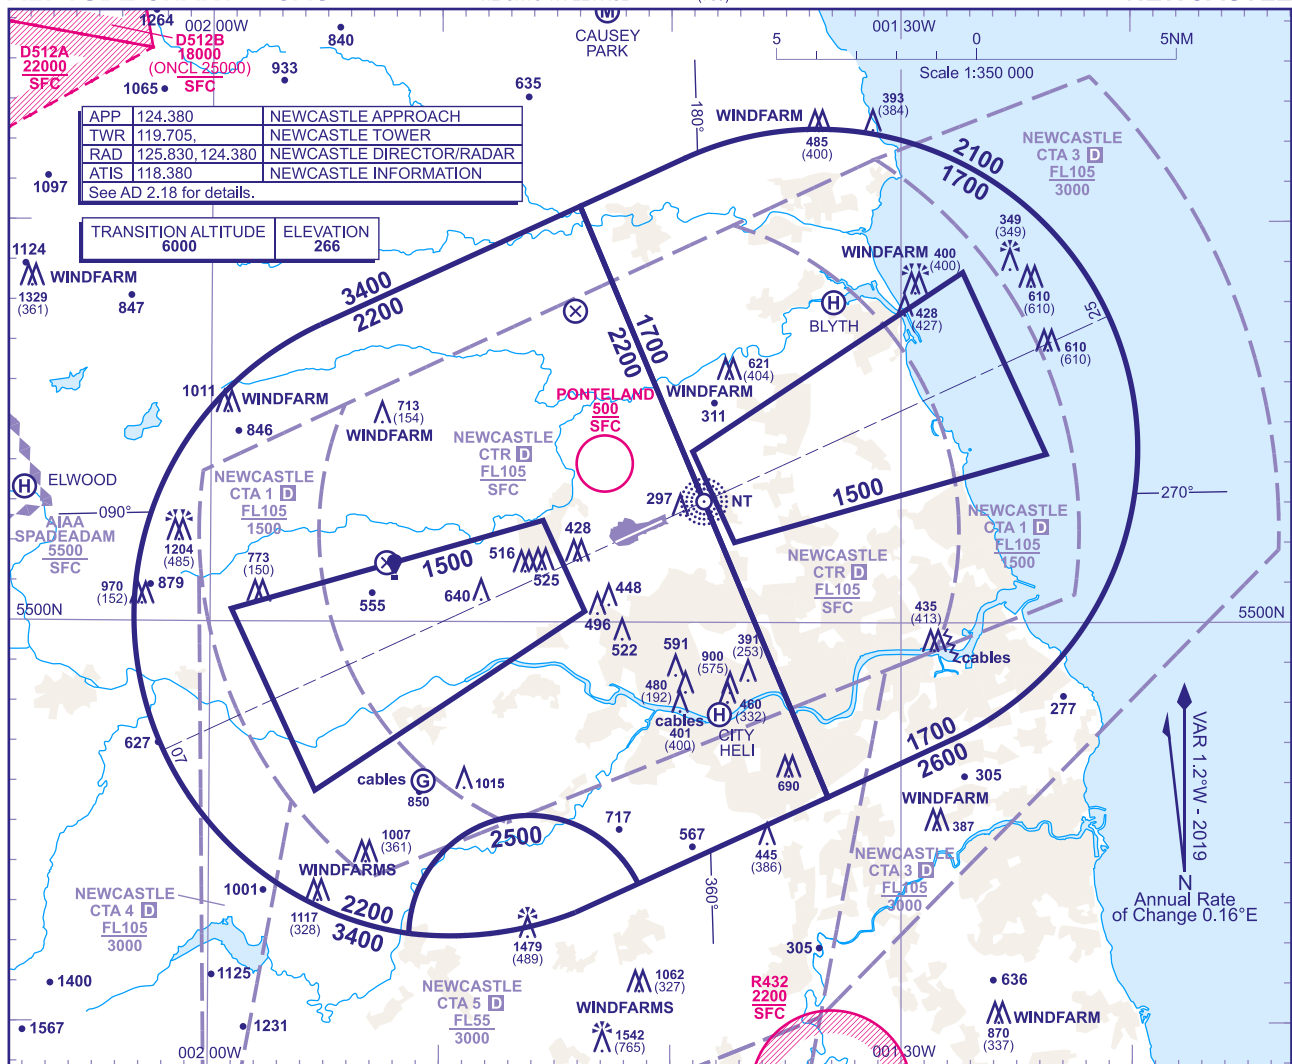 002 00W
001 30W
1264
D512B
18000
(ONCL 25000)
SFC
D512A
22000
SFC
840
933
1065
635
CAUSEY
PARK
5
0
5NM
Scale 1:350 000
APP 124.380 NEWCASTLE APPROACH
TWR 119.705, NEWCASTLE TOWER
RAD 125.830, 124.380 NEWCASTLE DIRECTOR/RADAR
ATIS 118.380 NEWCASTLE INFORMATION
See AD 2.18 for details.
TRANSITION ALTITUDE
6000
ELEVATION
266
180°
WINDFARM
485
(400)
393
(384)
2100
1700
NEWCASTLE
CTA 3 D
FL105
3000
1097
1124
WINDFARM
1329
(361)
847
3400
2200
1700
2200
349
(349)
WINDFARM 400
(400)
610
(610)
428
(427)
H
BLYTH
25
610
(610)
621
(404)
WINDFARM
311
1011
WINDFARM
846
713
(154)
WINDFARM
PONTELAND
500
SFC
NEWCASTLE
CTR D
FL105
SFC
H ELWOOD
NEWCASTLE
CTA 1 D
FL105
1500
090°
AIAA
SPADEADAM
5500
SFC
1204
(485)
297
NT
1500
270°
NEWCASTLE
CTA 1 D
FL105
1500
970
(152)
879
773
(150)
1500
516
428
525
555
640
448
496
522
NEWCASTLE
CTR D
FL105
SFC
5500N
5500N
435
(413)
cables
591
900
(575)
391
(253)
480
(192)
460
(332)
cables
401
(400)
H
CITY
HELI
627
07
277
1700
2600
690
305
WINDFARM
387
cables G
850
1015
VAR 1.2°W - 2019
N
Annual Rate
of Change 0.16°E
2500
717
567
445
(386)
360°
1007
(361)
WINDFARMS
1001
1117
(328)
2200
3400
NEWCASTLE
CTA 4 D
FL105
3000
NEWCASTLE
CTA 3 D
FL105
3000
1479
(489)
305
1400
1125
1062
(327)
WINDFARMS
NEWCASTLE
CTA 5 D
FL55
3000
R432
2200
SFC
636
870
(337)
WINDFARM
1567
1231
1542
(765)
002 00W
001 30W